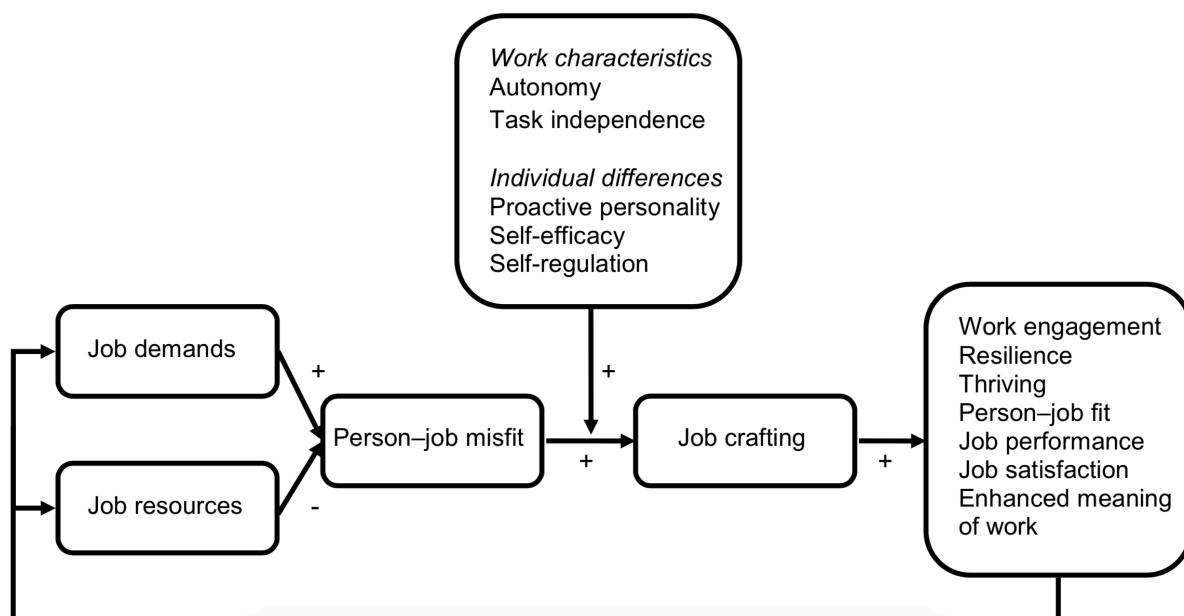 Work characteristics
Autonomy
Task independence
Individual differences
Proactive personality
Self-efficacy
Self-regulation
Job demands
+
Job resources
-
Person–job misfit
+
+
Job crafting
+
Work engagement
Resilience
Thriving
Person–job fit
Job performance
Job satisfaction
Enhanced meaning
of work